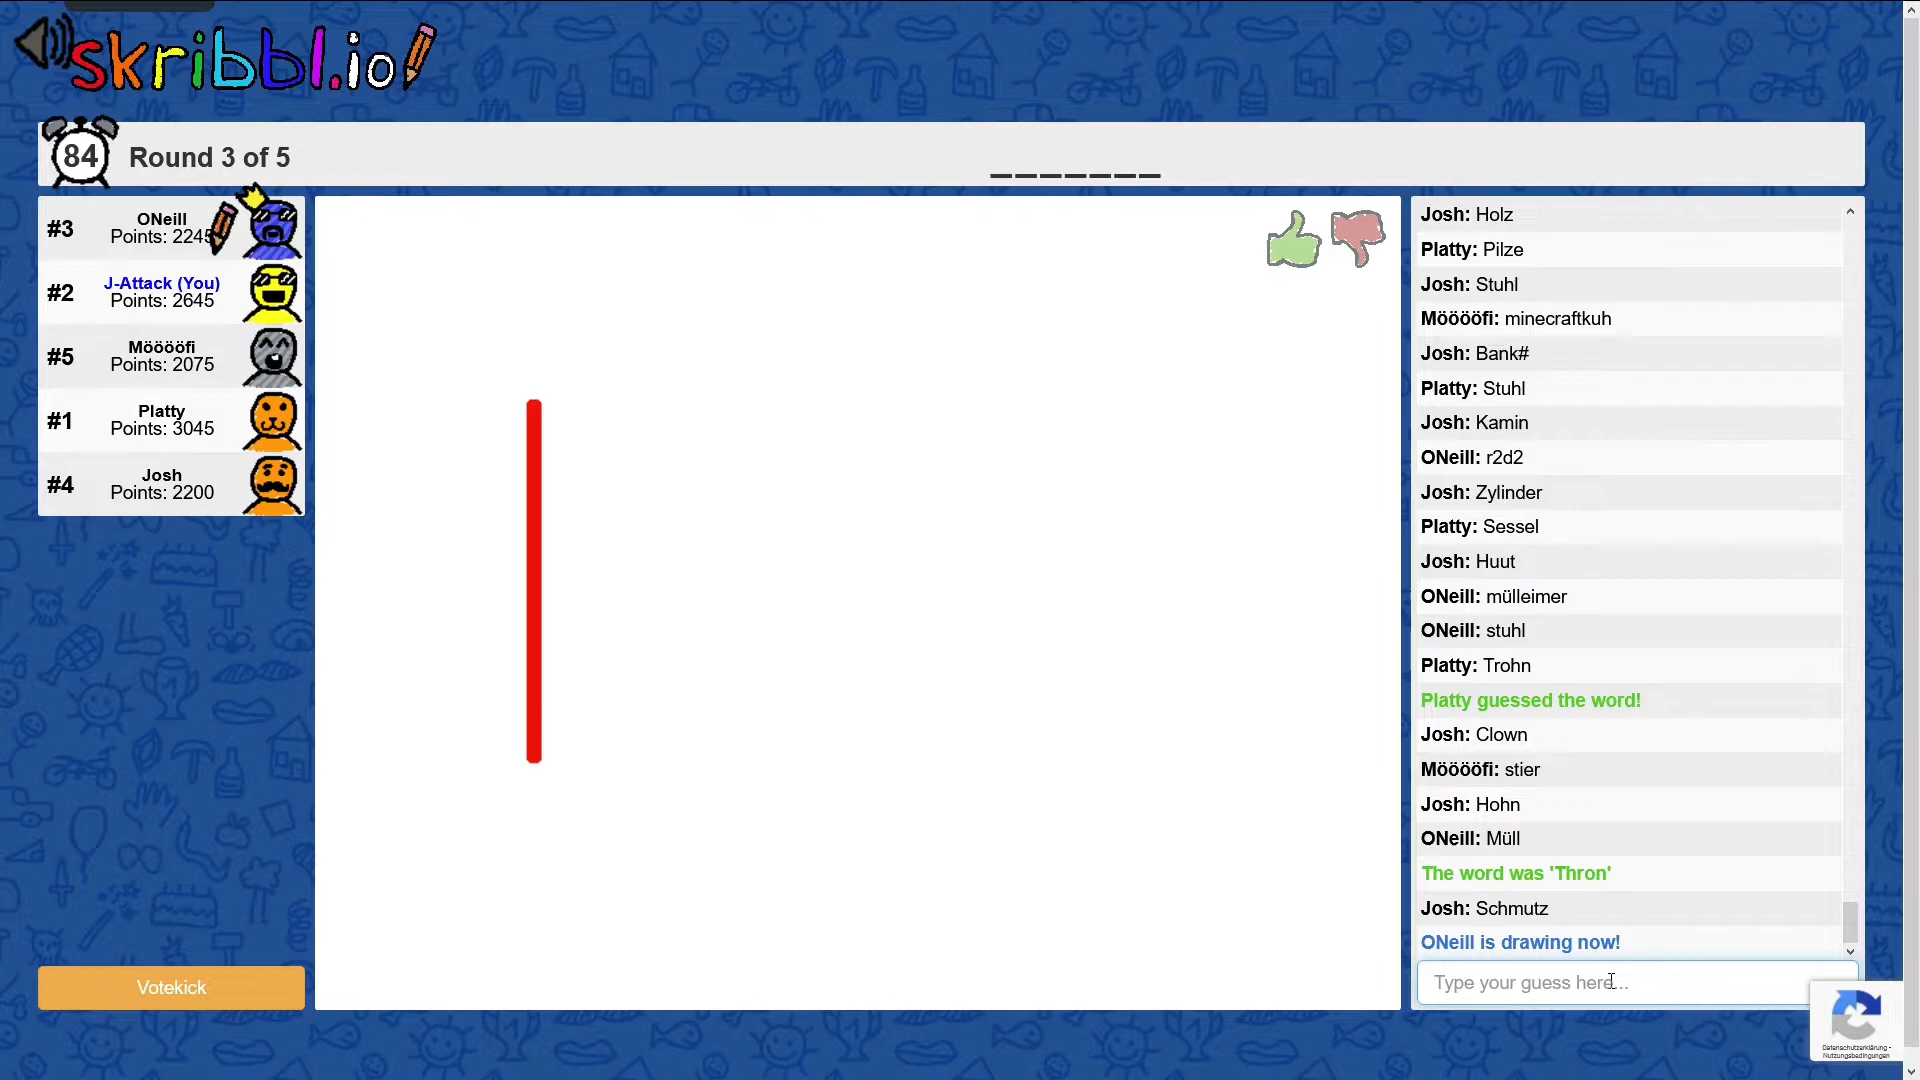 skribbl.io
84
Round 3 of 5
_______
#3
ONeill
Points: 2245
#2
J-Attack (You)
Points: 2645
#5
Mööööfi
Points: 2075
#1
Platty
Points: 3045
#4
Josh
Points: 2200
Votekick
Josh: Holz
Platty: Pilze
Josh: Stuhl
Mööööfi: minecraftkuh
Josh: Bank#
Platty: Stuhl
Josh: Kamin
ONeill: r2d2
Josh: Zylinder
Platty: Sessel
Josh: Huut
ONeill: mülleimer
ONeill: stuhl
Platty: Trohn
Platty guessed the word!
Josh: Clown
Mööööfi: stier
Josh: Hohn
ONeill: Müll
The word was 'Thron'
Josh: Schmutz
ONeill is drawing now!
Type your guess here...
Datenschutzerklärung -
Nutzungsbedingungen